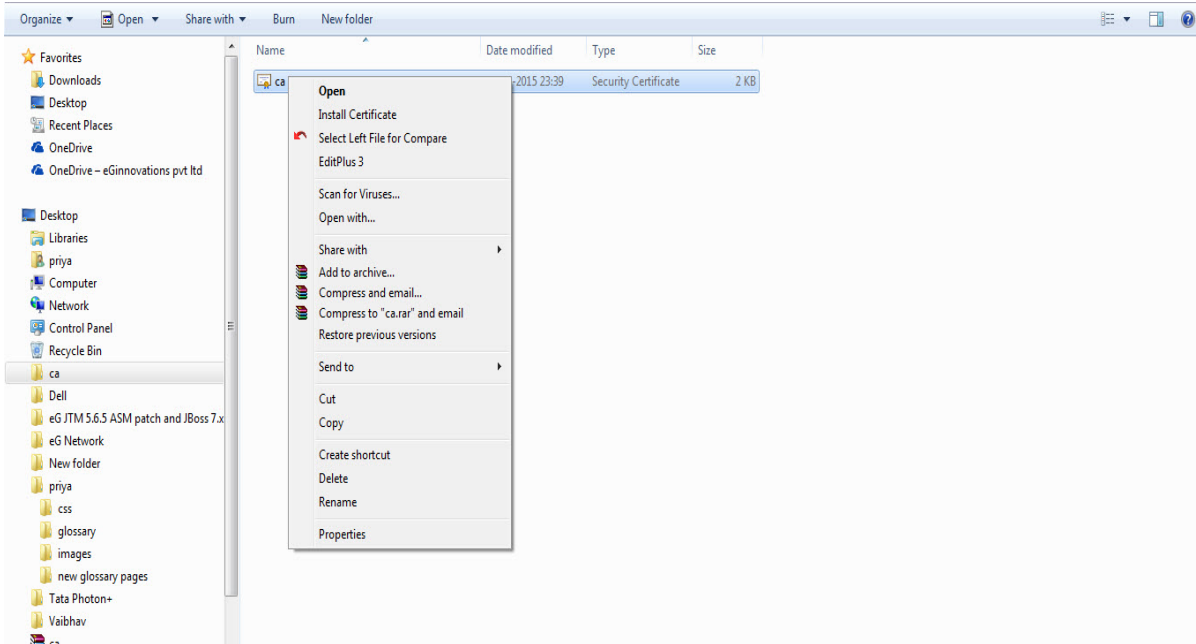 Organize Open Share with Burn New folder
Favorites
Downloads
Desktop
Recent Places
OneDrive
OneDrive – eGinnovations pvt ltd
Desktop
Libraries
priya
Computer
Network
Control Panel
Recycle Bin
ca
Dell
eG JTM 5.6.5 ASM patch and JBoss 7.x
eG Network
New folder
priya
css
glossary
images
new glossary pages
Tata Photon+
Vaibhav
Name Date modified Type Size
ca -2015 23:39 Security Certificate 2 KB
Open
Install Certificate
Select Left File for Compare
EditPlus 3
Scan for Viruses...
Open with...
Share with
Add to archive...
Compress and email...
Compress to "ca.rar" and email
Restore previous versions
Send to
Cut
Copy
Create shortcut
Delete
Rename
Properties